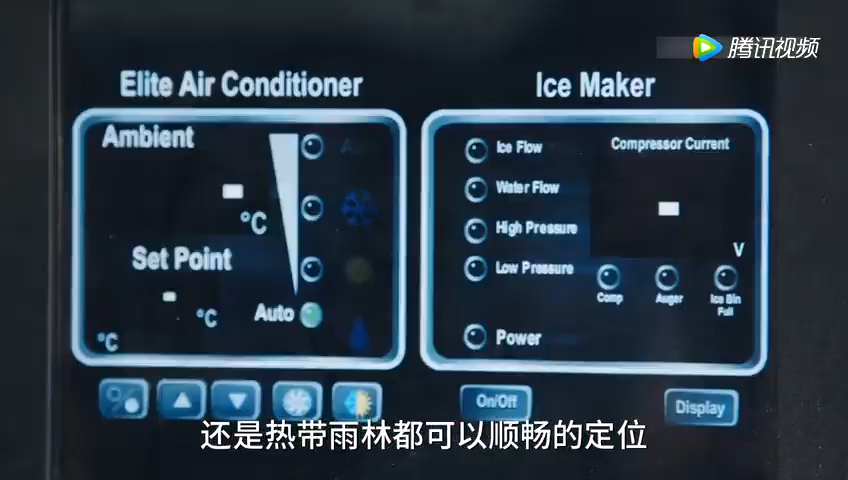 腾讯视频
Elite Air Conditioner
Ice Maker
Ambient
°C
Set Point
°C
°C
Auto
Ice Flow
Water Flow
High Pressure
Low Pressure
Power
Compressor Current
V
Comp
Auger
Ice Bin
Full
On/Off
Display
还是热带雨林都可以顺畅的定位